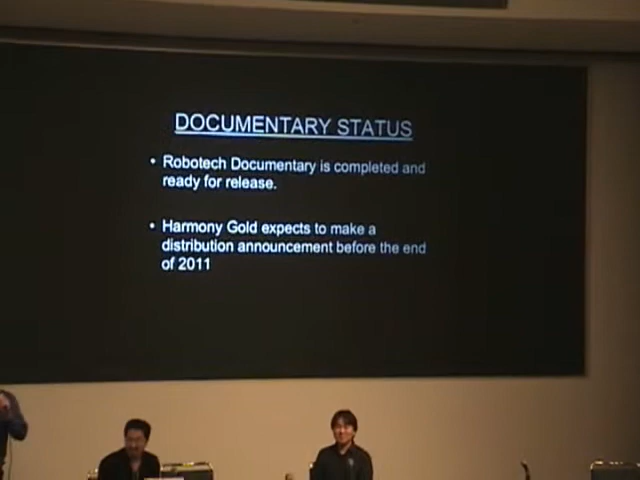 DOCUMENTARY STATUS
• Robotech Documentary is completed and
ready for release.
• Harmony Gold expects to make a
distribution announcement before the end
of 2011